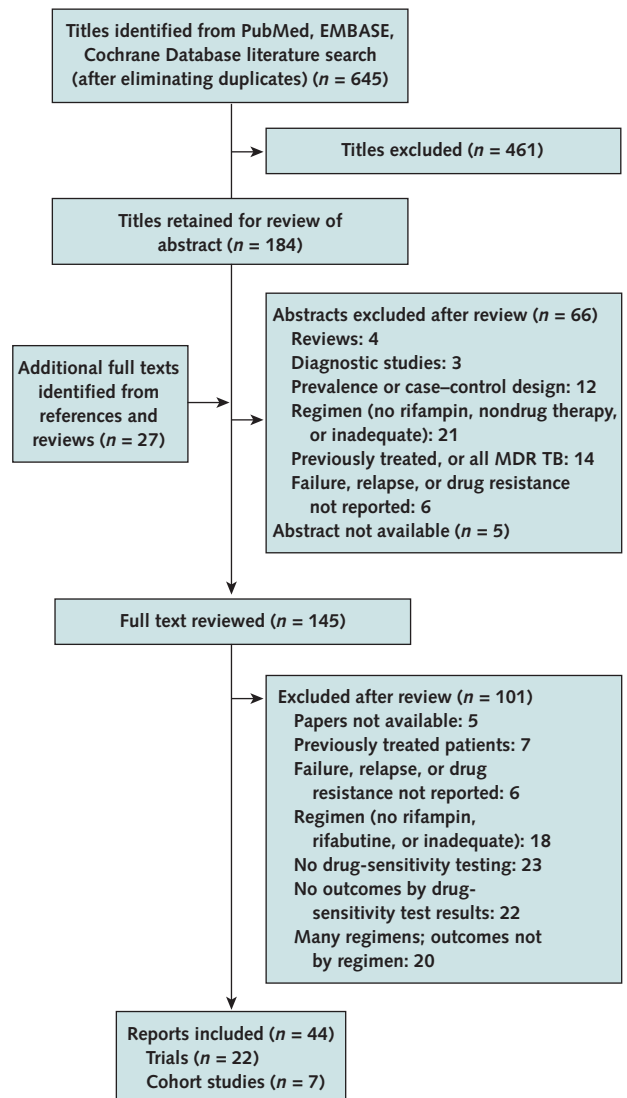 Titles identified from PubMed, EMBASE,
Cochrane Database literature search
(after eliminating duplicates) (n = 645)
Titles excluded (n = 461)
Titles retained for review of
abstract (n = 184)
Abstracts excluded after review (n = 66)
Reviews: 4
Diagnostic studies: 3
Prevalence or case–control design: 12
Regimen (no rifampin, nondrug therapy,
or inadequate): 21
Previously treated, or all MDR TB: 14
Failure, relapse, or drug resistance
not reported: 6
Abstract not available (n = 5)
Additional full texts
identified from
references and
reviews (n = 27)
Full text reviewed (n = 145)
Excluded after review (n = 101)
Papers not available: 5
Previously treated patients: 7
Failure, relapse, or drug
resistance not reported: 6
Regimen (no rifampin,
rifabutine, or inadequate): 18
No drug-sensitivity testing: 23
No outcomes by drug-
sensitivity test results: 22
Many regimens; outcomes not
by regimen: 20
Reports included (n = 44)
Trials (n = 22)
Cohort studies (n = 7)